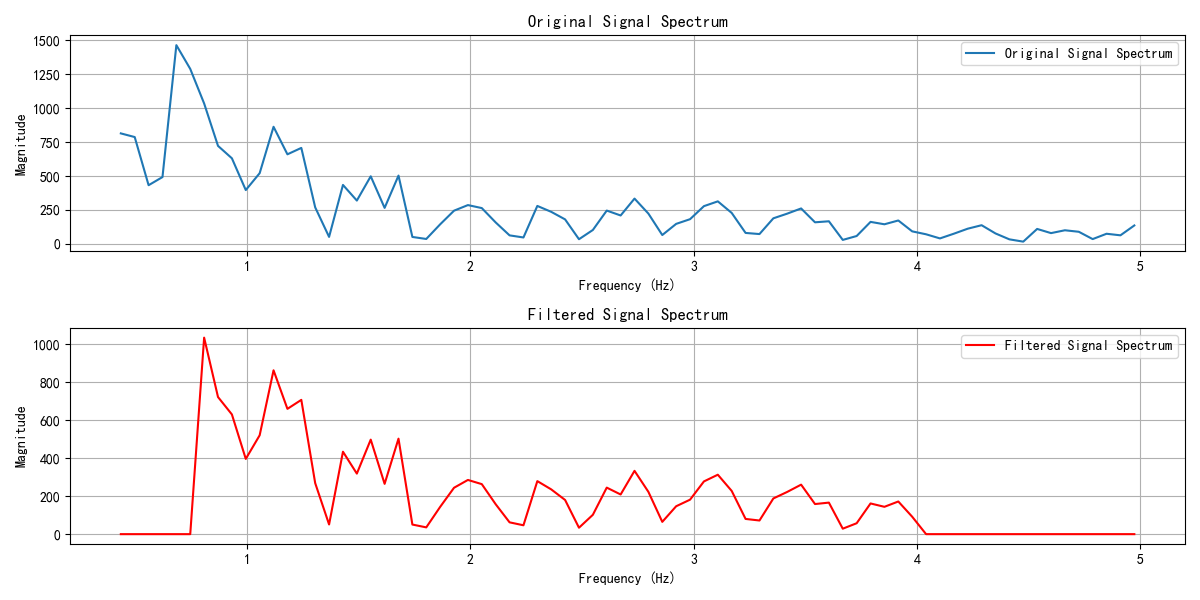 Original Signal Spectrum
1500
1250
1000
750
500
250
0
Magnitude
Original Signal Spectrum
1 2 3 4 5
Frequency (Hz)
Filtered Signal Spectrum
1000
800
600
400
200
0
Magnitude
Filtered Signal Spectrum
1 2 3 4 5
Frequency (Hz)